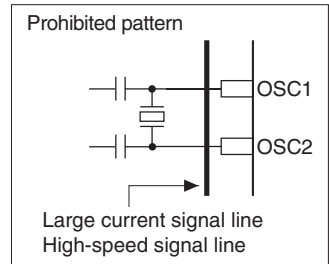 Prohibited pattern
OSC1
OSC2
Large current signal line
High-speed signal line